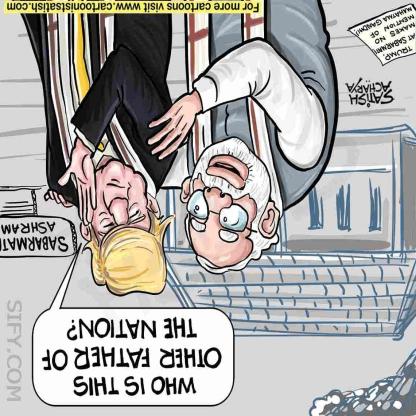 WHO IS THIS
OTHER FATHER OF
THE NATION?
SABARMATI
ASHRAM
TRUMP,
AT SABARMATI,
MAKES NO
MENTION OF
MAHATMA GANDHI
SATISH
ACHARYA
For more cartoons visit www.cartoonistsatish.com
SIFY.COM